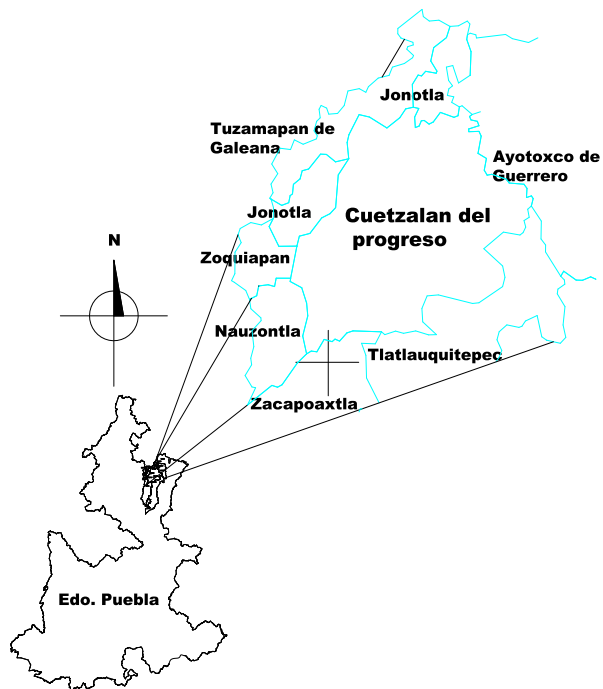 Jonotla
Tuzamapan de
Galeana
Ayotoxco de
Guerrero
Jonotla
Cuetzalan del
progreso
N
Zoquiapan
Nauzontla
Tlatlauquitepec
Zacapoaxtla
Edo. Puebla